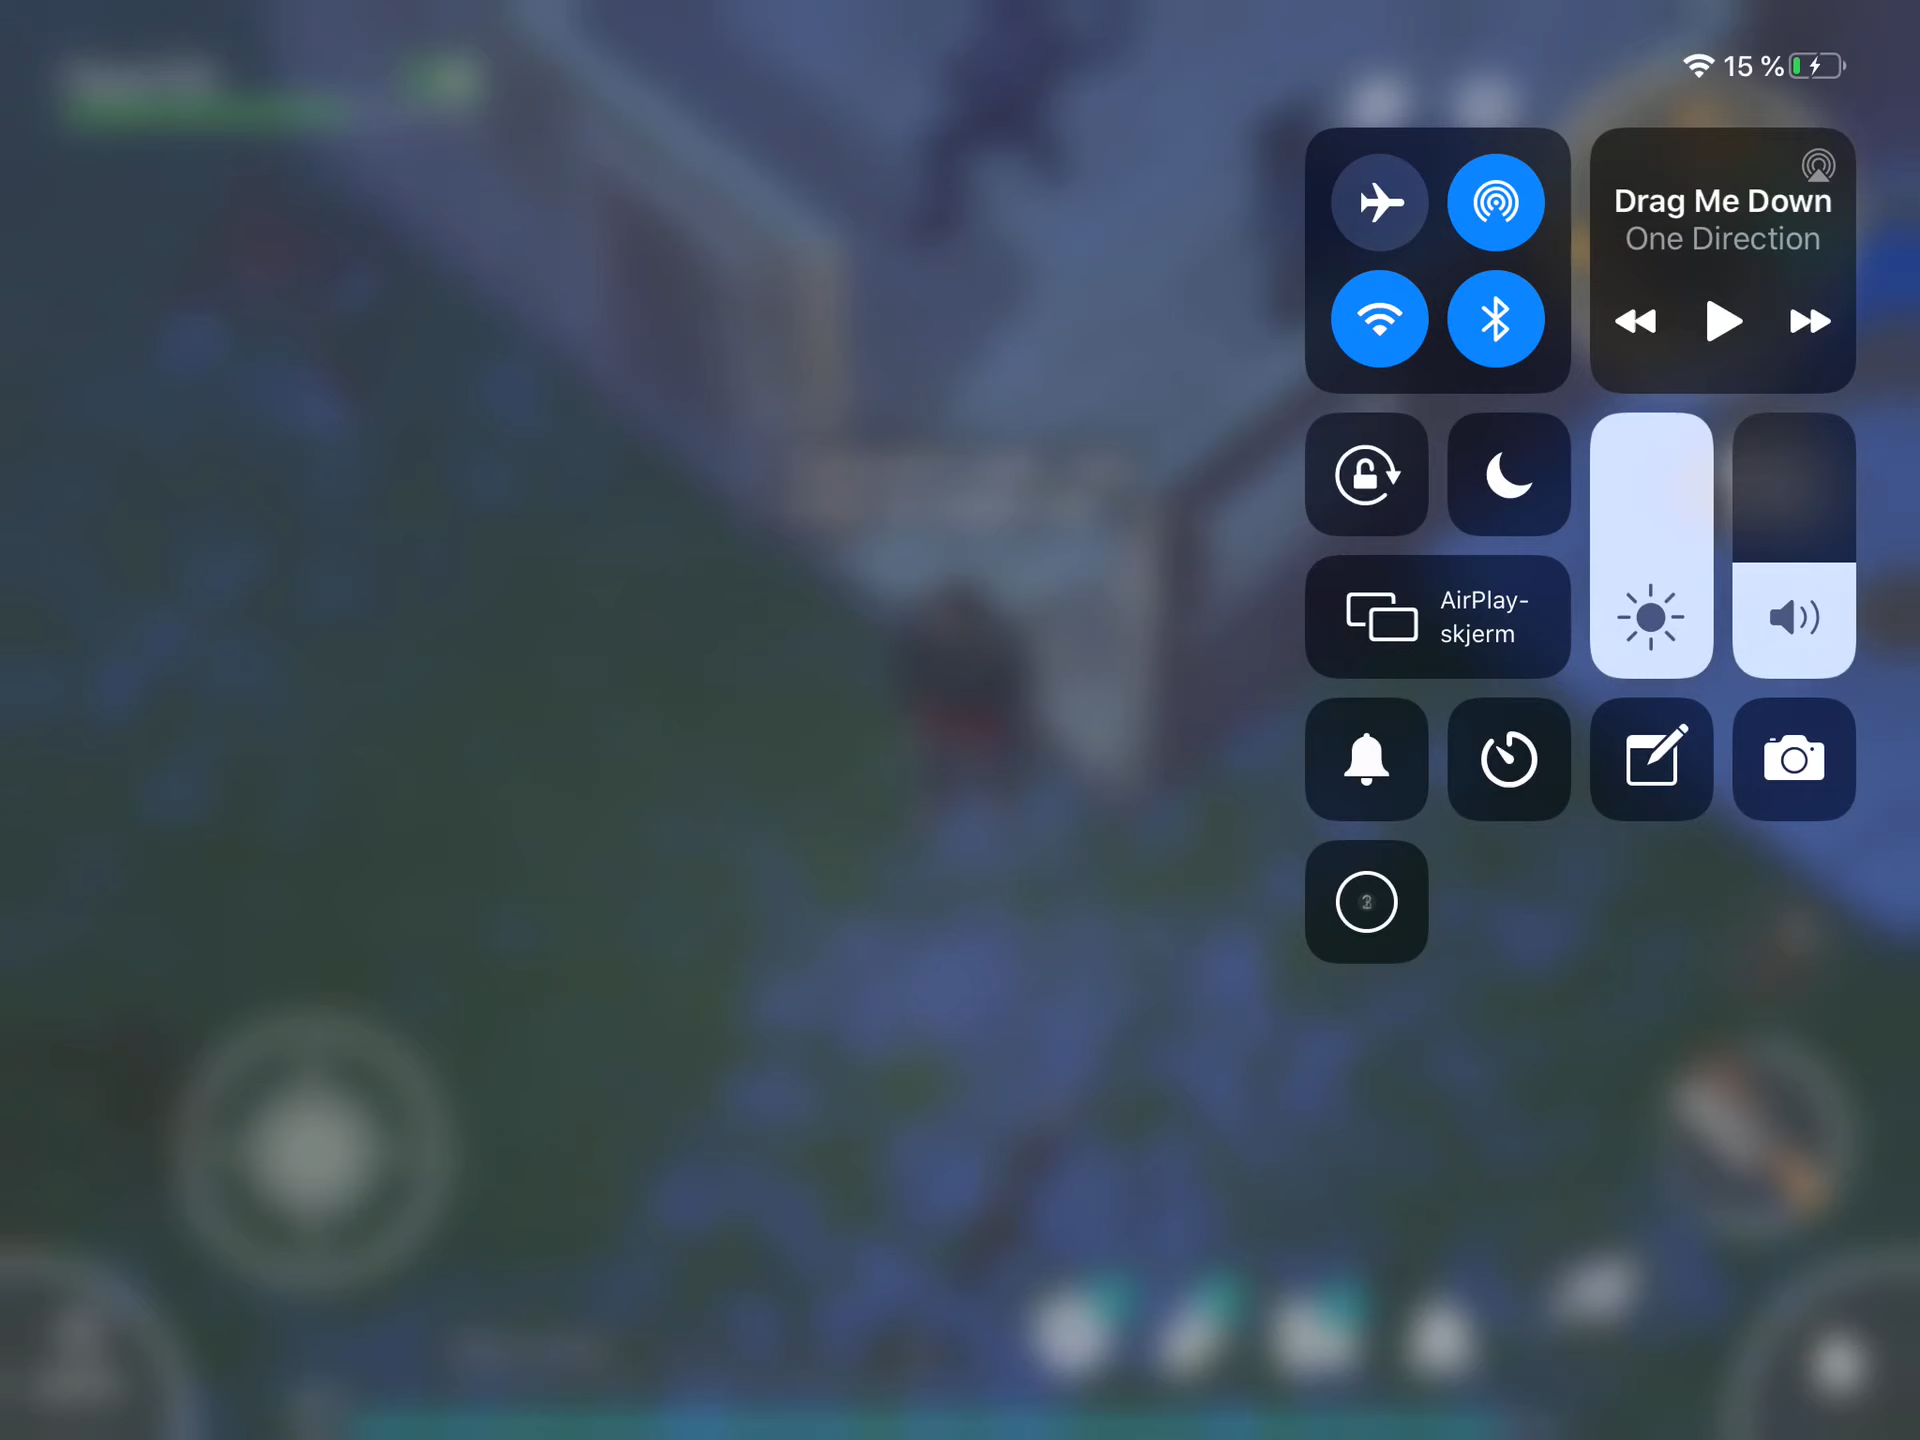 15 %
Drag Me Down
One Direction
AirPlay-
skjerm